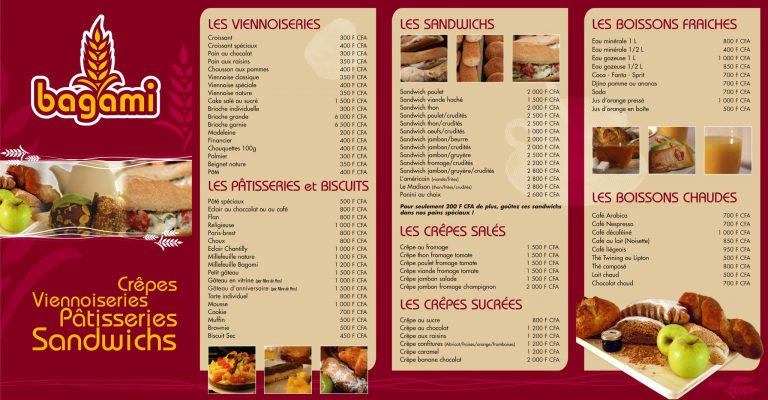 bagami
Crêpes
Viennoiseries
Pâtisseries
Sandwichs
LES VIENNOISERIES
Croissant 300 F CFA
Croissant spéciaux 400 F CFA
Pain au chocolat 300 F CFA
Pain aux raisins 350 F CFA
Chausson aux pommes 400 F CFA
Viennoise classique 350 F CFA
Viennoise spéciale 400 F CFA
Viennoise nature 350 F CFA
Cake salé ou sucré 1 500 F CFA
Brioche individuelle 300 F CFA
Brioche grande 6 000 F CFA
Brioche garnie 6 000 F CFA
Madeleine 200 F CFA
Financier 400 F CFA
Chouquettes 100g 400 F CFA
Palmier 300 F CFA
Beignet nature 350 F CFA
Pâté 400 F CFA
LES PÂTISSERIES et BISCUITS
Pâté spéciaux 500 F CFA
Eclair au chocolat ou au café 800 F CFA
Flan 800 F CFA
Religieuse 1 000 F CFA
Paris-brest 800 F CFA
Choux 800 F CFA
Eclair Chantilly 1 000 F CFA
Millefeuille nature 1 000 F CFA
Millefeuille Bagami 1 200 F CFA
Petit gâteau 1 500 F CFA
Gâteau en vitrine (par Nbre de Pers) 1 000 F CFA
Gâteau d'anniversaire (par Nbre de Pers) 1 500 F CFA
Tarte individuel 800 F CFA
Mousse 1 000 F CFA
Cookie 700 F CFA
Muffin 500 F CFA
Brownie 500 F CFA
Biscuit Sec 450 F CFA
LES SANDWICHS
Sandwich poulet 2 000 F CFA
Sandwich viande haché 1 500 F CFA
Sandwich thon 2 000 F CFA
Sandwich poulet/crudités 2 500 F CFA
Sandwich thon/crudités 2 500 F CFA
Sandwich oeufs/crudités 1 000 F CFA
Sandwich jambon/beurre 2 000 F CFA
Sandwich jambon/crudités 2 000 F CFA
Sandwich jambon/gruyère 2 500 F CFA
Sandwich fromage/crudités 2 200 F CFA
Sandwich jambon/gruyère/crudités 2 800 F CFA
L'américain (viande/frites) 2 000 F CFA
Le Madison (thon/frites/crudités) 2 800 F CFA
Panini au choix 2 600 F CFA
Pour seulement 200 F CFA de plus, goûtez ces sandwichs
dans nos pains spéciaux !
LES CRÊPES SALÉS
Crêpe au fromage 1 500 F CFA
Crêpe thon fromage tomate 1 500 F CFA
Crêpe poulet fromage tomate 1 500 F CFA
Crêpe viande fromage tomate 1 500 F CFA
Crêpe jamban salade 1 500 F CFA
Crêpe jamban fromage champignon 2 000 F CFA
LES CRÊPES SUCRÉES
Crêpe au sucre 800 F CFA
Crêpe au chocolat 1 200 F CFA
Crêpe aux raisins 1 200 F CFA
Crêpe confitures (Abricot/fraises/orange/framboises) 1 200 F CFA
Crêpe caramel 1 200 F CFA
Crêpe banane chocolat 2 000 F CFA
LES BOISSONS FRAICHES
Eau minérale 1 L 800 F CFA
Eau minérale 1/2 L 400 F CFA
Eau gazeuse 1 L 1 000 F CFA
Eau gazeuse 1/2 L 850 F CFA
Coca - Fanta - Sprit 700 F CFA
Djino pomme ou ananas 700 F CFA
Soda 700 F CFA
Jus d'orange pressé 1 000 F CFA
Jus d'orange en boîte 500 F CFA
LES BOISSONS CHAUDES
Café Arabica 700 F CFA
Café Nespresso 700 F CFA
Café décaféiné 1 000 F CFA
Café au lait (Noisette) 850 F CFA
Café liégeois 950 F CFA
Thé Twining ou Lipton 500 F CFA
Thé composé 800 F CFA
Lait chaud 500 F CFA
Chocolat chaud 700 F CFA